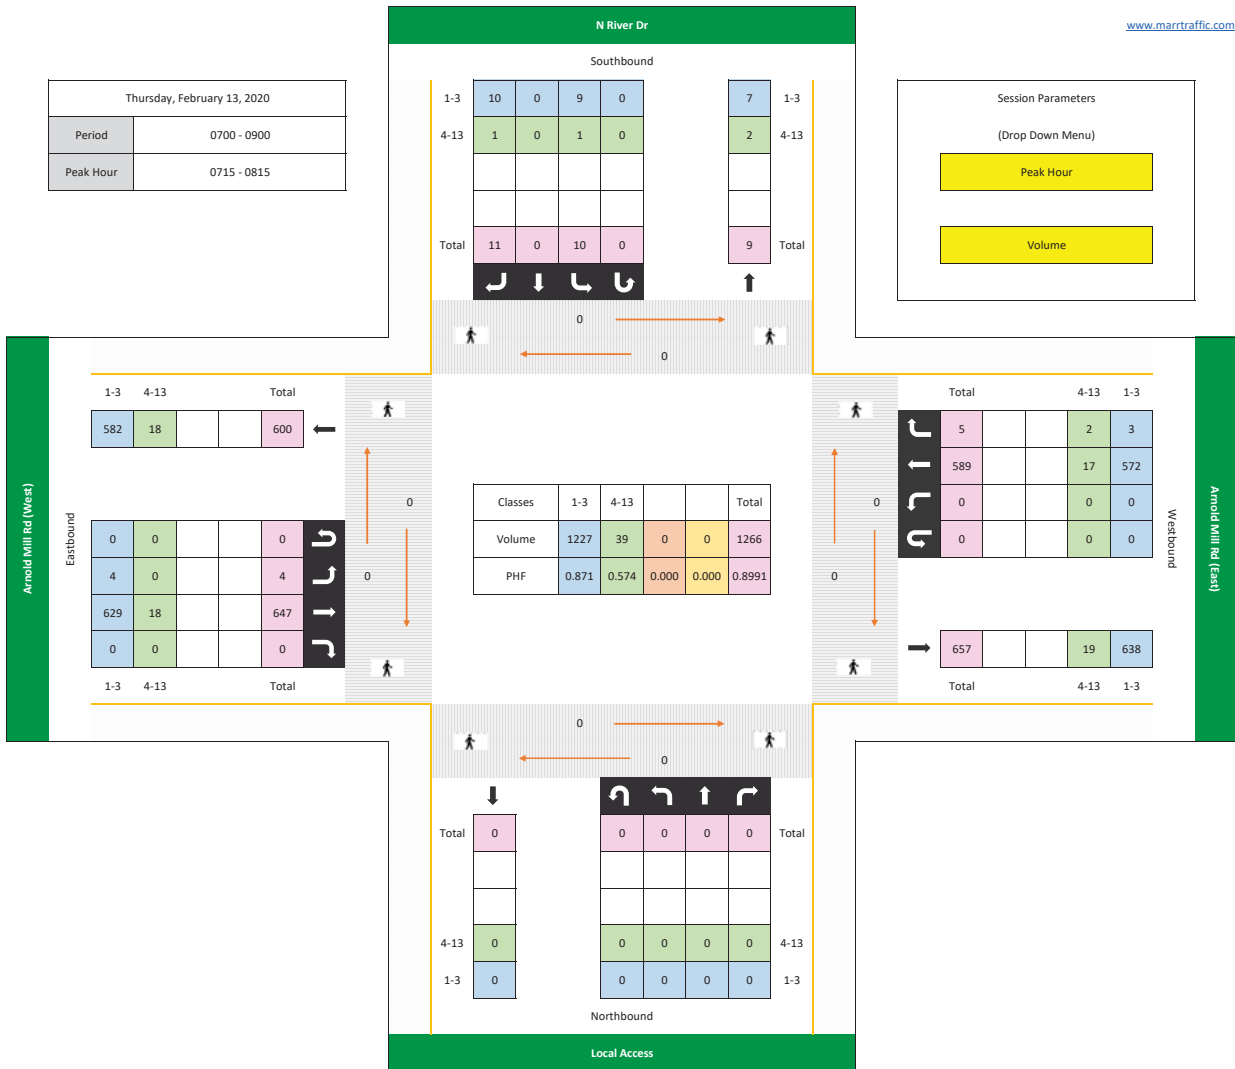 N River Dr
www.marrtraffic.com
Southbound
Thursday, February 13, 2020
Period 0700 - 0900
Peak Hour 0715 - 0815
1-3 10 0 9 0 7 1-3
4-13 1 0 1 0 2 4-13
Total 11 0 10 0 9 Total
Session Parameters
(Drop Down Menu)
Peak Hour
Volume
0
0
Arnold Mill Rd (West)
Eastbound
1-3 4-13 Total
582 18 600
0 0 0
4 0 4
629 18 647
0 0 0
1-3 4-13 Total
0
0
Classes 1-3 4-13 Total
Volume 1227 39 0 0 1266
PHF 0.871 0.574 0.000 0.000 0.8991
0
0
Total 4-13 1-3
5 2 3
589 17 572
0 0 0
0 0 0
657 19 638
Total 4-13 1-3
Westbound
Arnold Mill Rd (East)
0
0
Total 0 0 0 0 0 Total
4-13 0 0 0 0 0 4-13
1-3 0 0 0 0 0 1-3
Northbound
Local Access